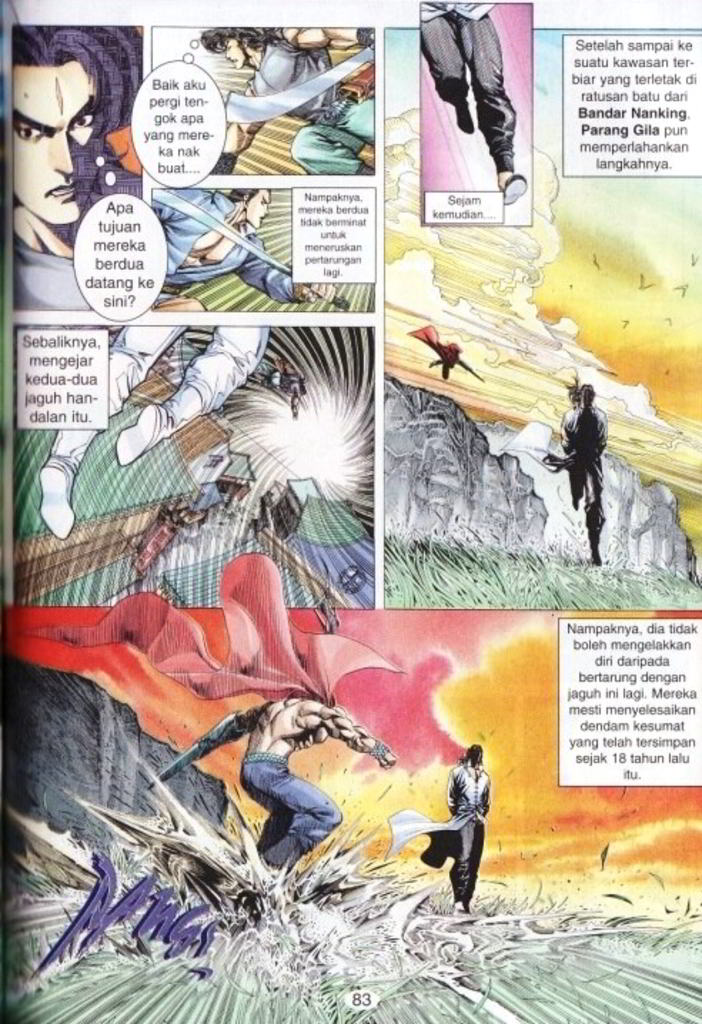 Baik aku
pergi ten-
gok apa
yang mere-
ka nak
buat....
Apa
tujuan
mereka
berdua
datang ke
sini?
Nampaknya,
mereka berdua
tidak berminat
untuk
meneruskan
pertarungan
lagi.
Sebaliknya,
mengejar
kedua-dua
jaguh han-
dalan itu.
Sejam
kemudian....
Setelah sampai ke
suatu kawasan ter-
biar yang terletak di
ratusan batu dari
Bandar Nanking,
Parang Gila pun
memperlahankan
langkahnya.
Nampaknya, dia tidak
boleh mengelakkan
diri daripada
bertarung dengan
jaguh ini lagi. Mereka
mesti menyelesaikan
dendam kesumat
yang telah tersimpan
sejak 18 tahun lalu
itu.
PANGG
83